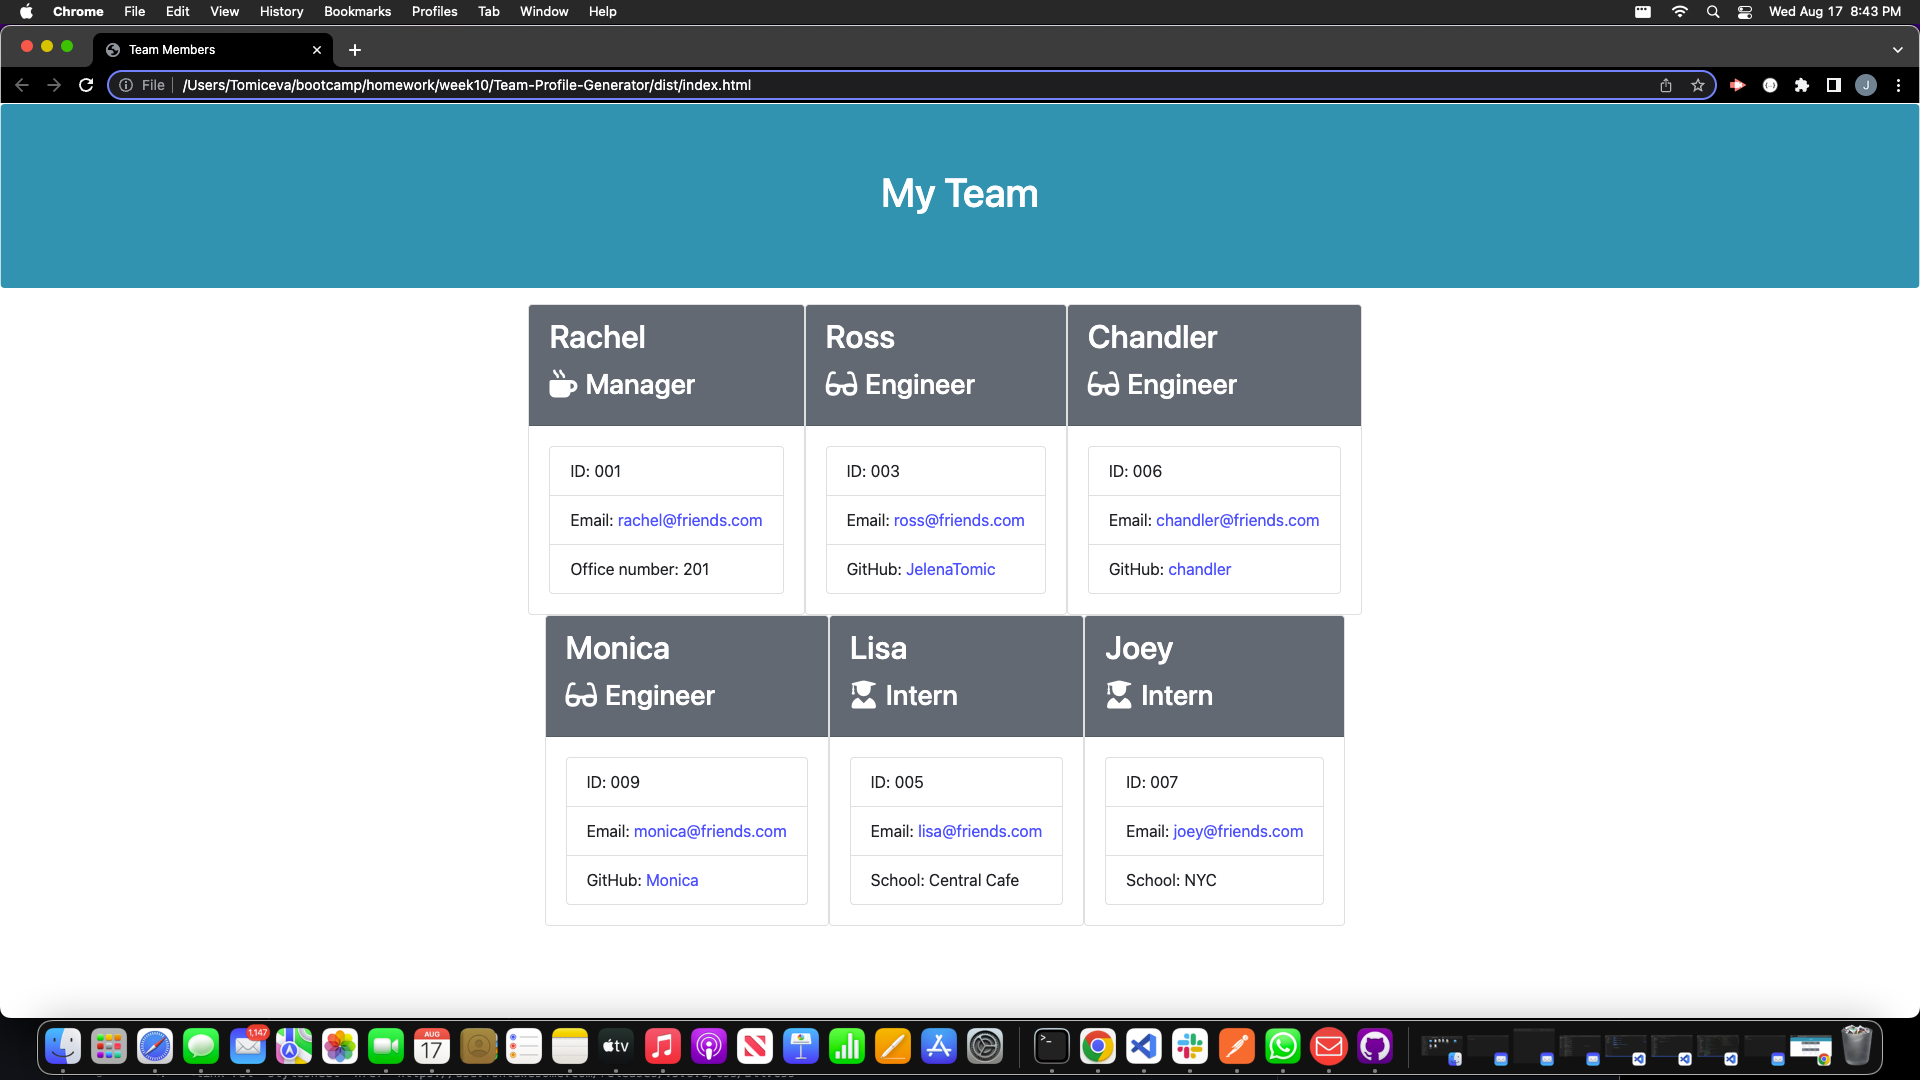 Chrome File Edit View History Bookmarks Profiles Tab Window Help Wed Aug 17 8:43 PM
Team Members
File /Users/Tomiceva/bootcamp/homework/week10/Team-Profile-Generator/dist/index.html J
My Team
Rachel
Manager
ID: 001
Email: rachel@friends.com
Office number: 201
Ross
Engineer
ID: 003
Email: ross@friends.com
GitHub: JelenaTomic
Chandler
Engineer
ID: 006
Email: chandler@friends.com
GitHub: chandler
Monica
Engineer
ID: 009
Email: monica@friends.com
GitHub: Monica
Lisa
Intern
ID: 005
Email: lisa@friends.com
School: Central Cafe
Joey
Intern
ID: 007
Email: joey@friends.com
School: NYC
1,147
AUG
17
tv